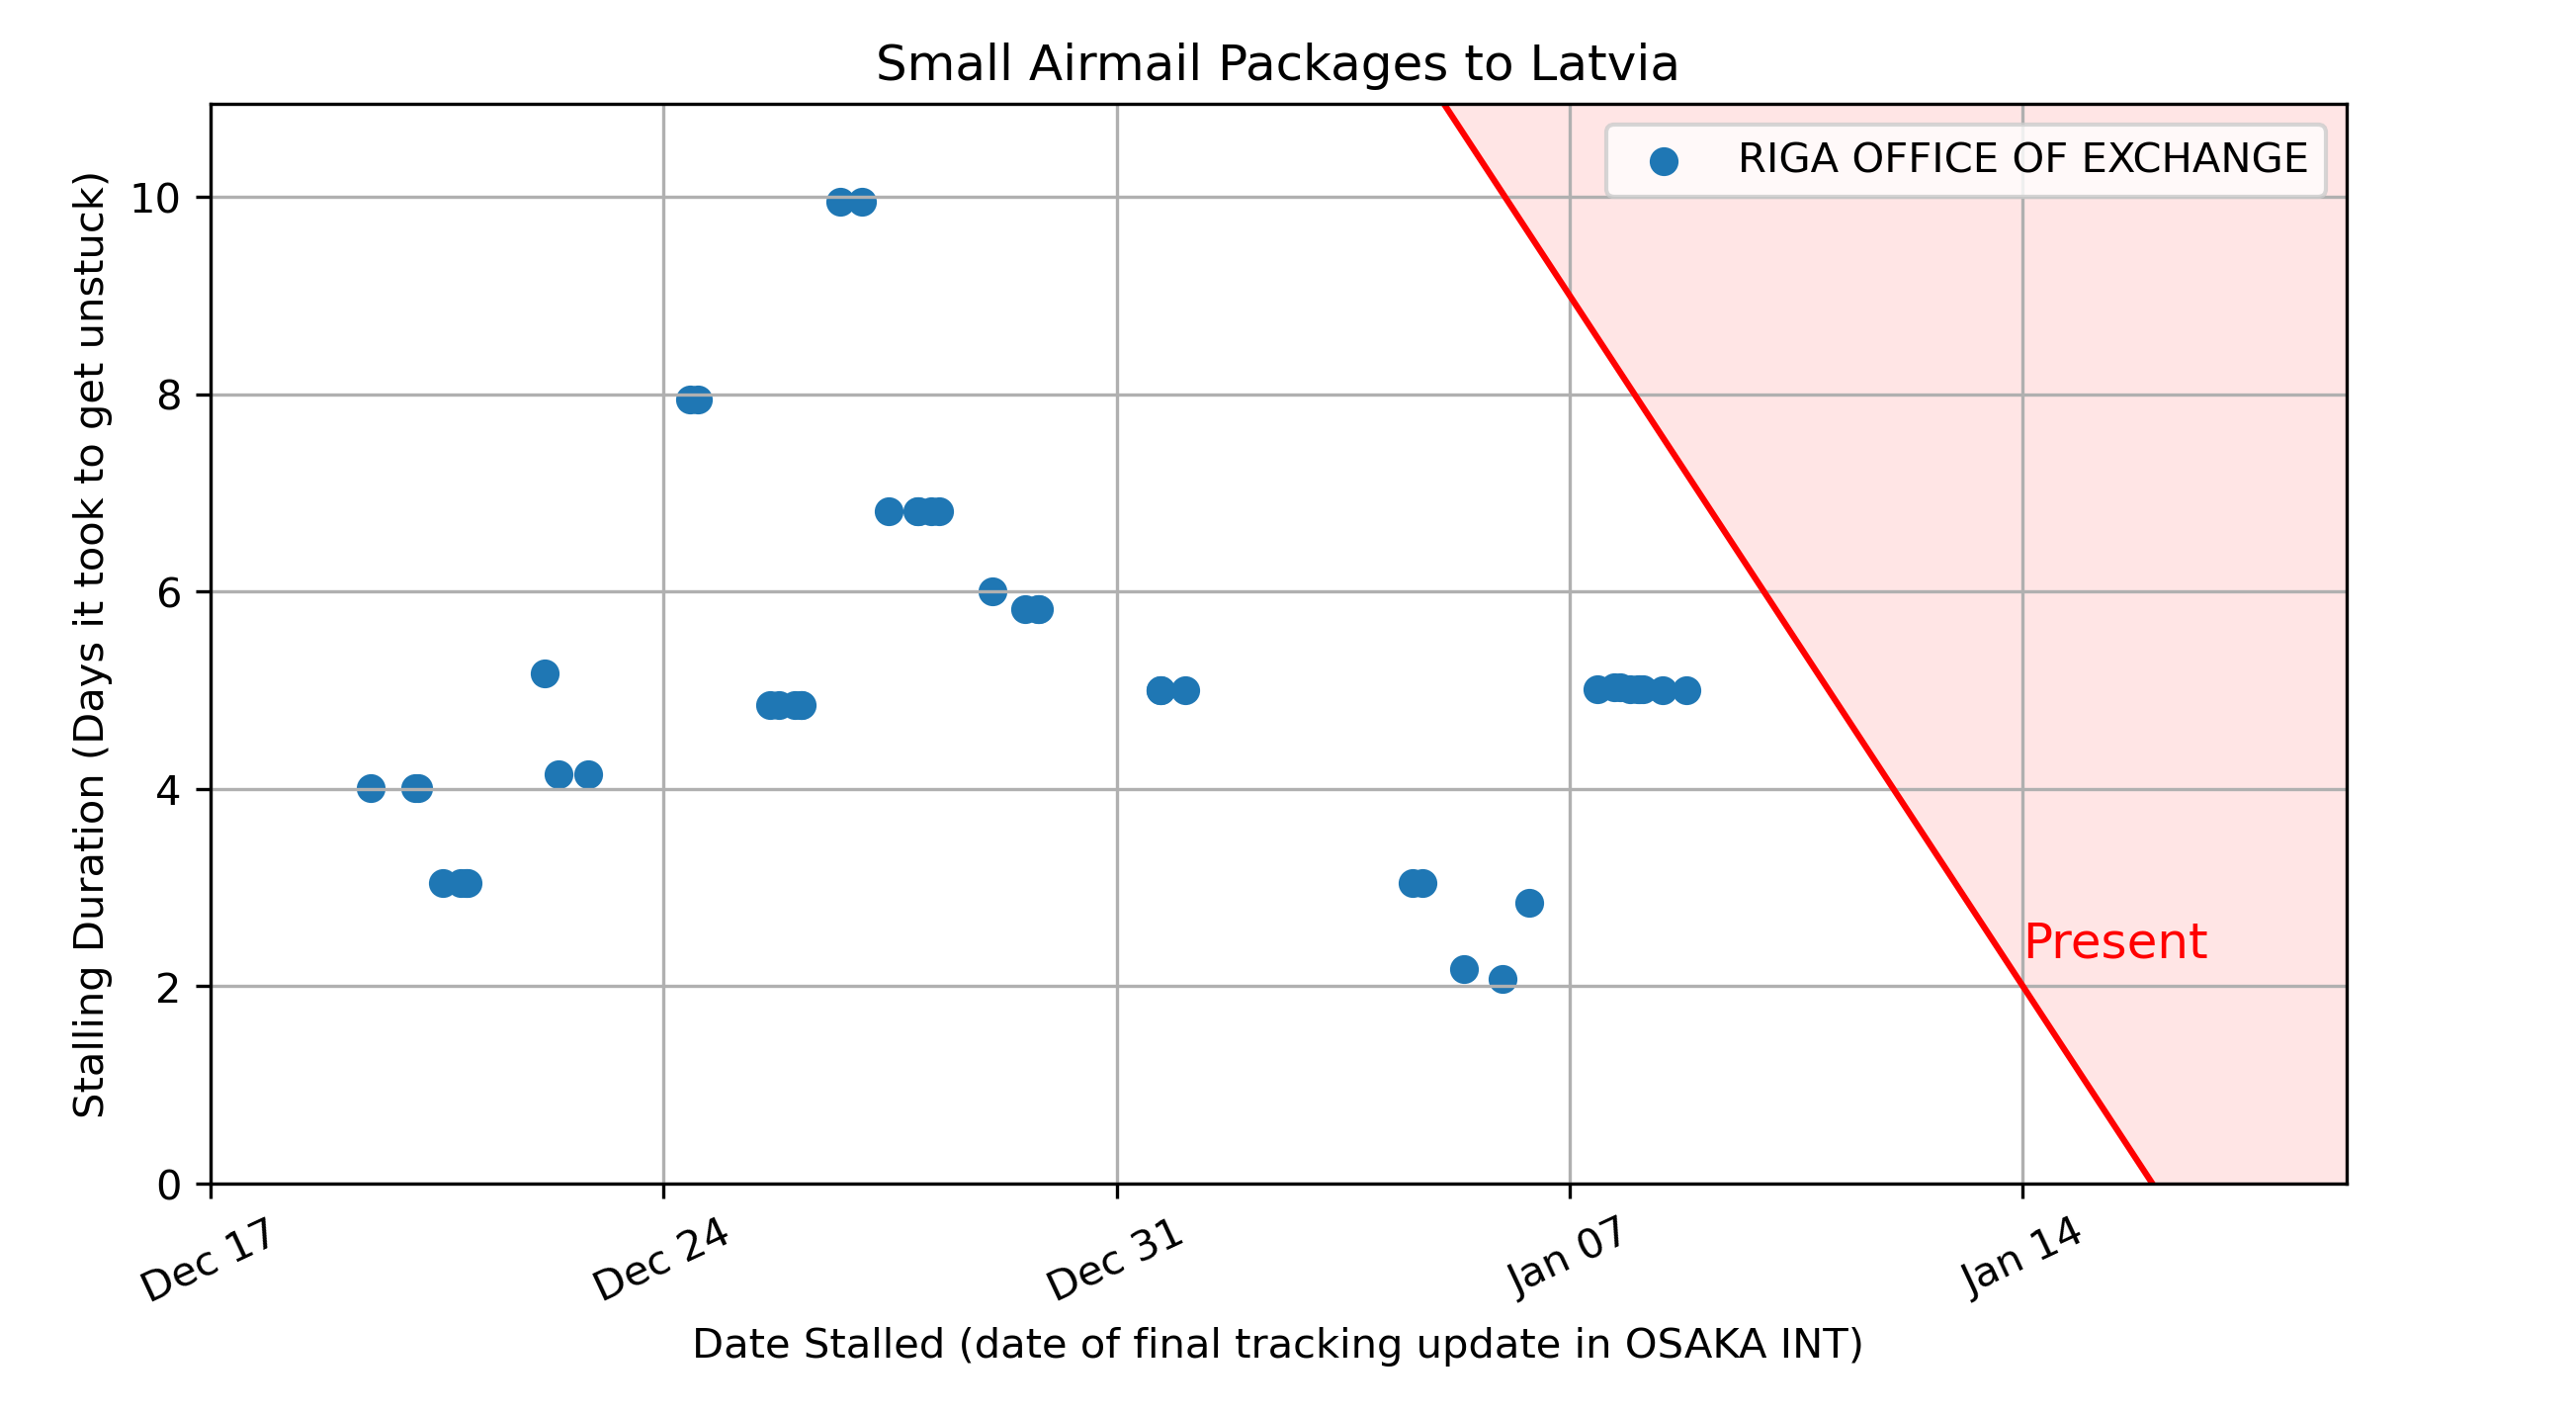 Small Airmail Packages to Latvia
RIGA OFFICE OF EXCHANGE
Stalling Duration (Days it took to get unstuck)
10
8
6
4
2
0
Present
Dec 17
Dec 24
Dec 31
Jan 07
Jan 14
Date Stalled (date of final tracking update in OSAKA INT)